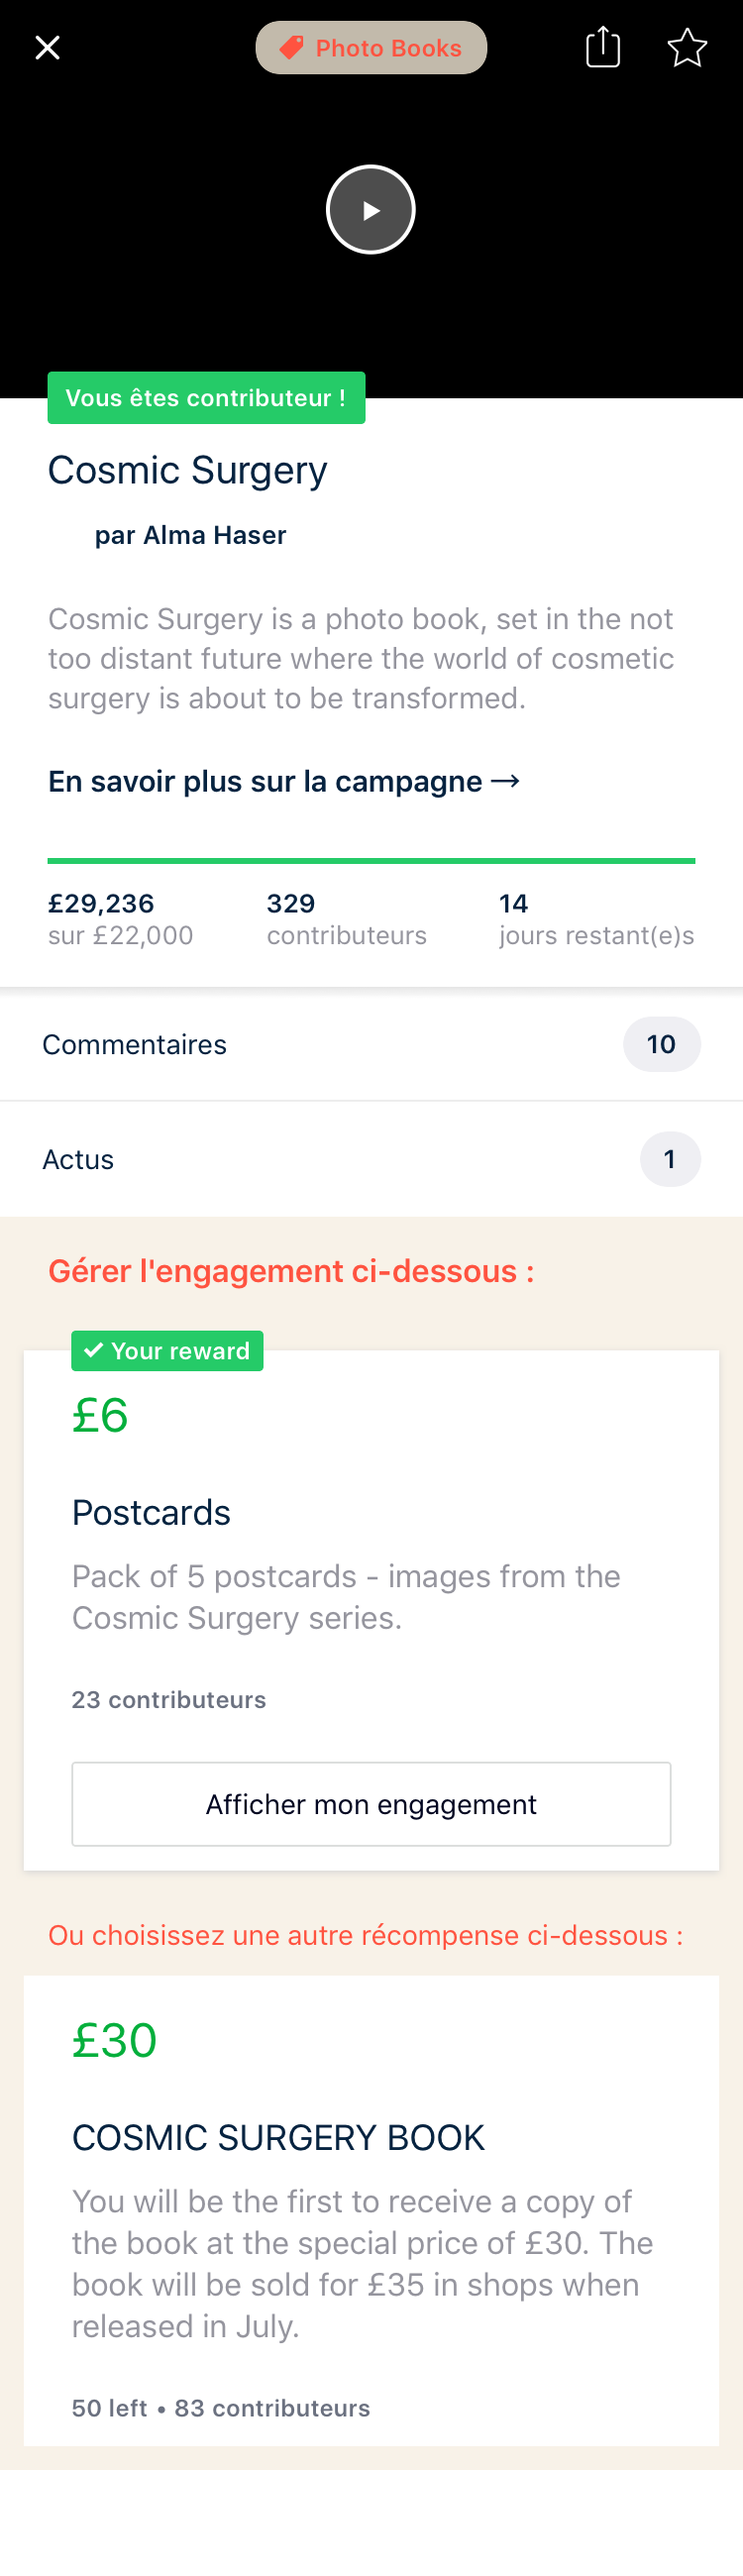 Photo Books
Vous êtes contributeur !
Cosmic Surgery
par Alma Haser
Cosmic Surgery is a photo book, set in the not
too distant future where the world of cosmetic
surgery is about to be transformed.
En savoir plus sur la campagne →
£29,236
sur £22,000
329
contributeurs
14
jours restant(e)s
Commentaires
10
Actus
1
Gérer l'engagement ci-dessous :
✔ Your reward
£6
Postcards
Pack of 5 postcards - images from the
Cosmic Surgery series.
23 contributeurs
Afficher mon engagement
Ou choisissez une autre récompense ci-dessous :
£30
COSMIC SURGERY BOOK
You will be the first to receive a copy of
the book at the special price of £30. The
book will be sold for £35 in shops when
released in July.
50 left • 83 contributeurs